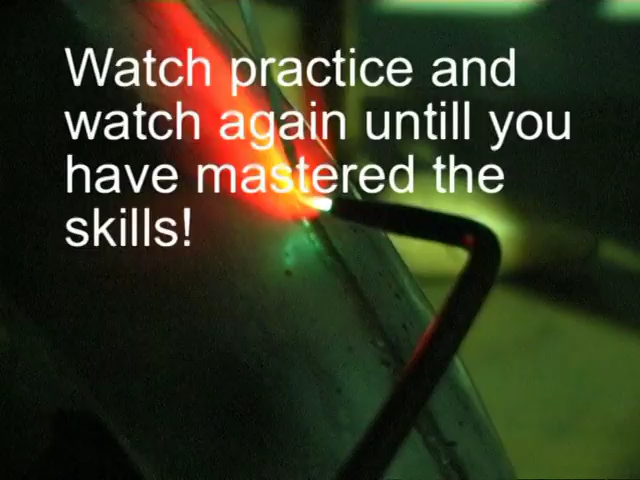 Watch practice and
watch again untill you
have mastered the
skills!